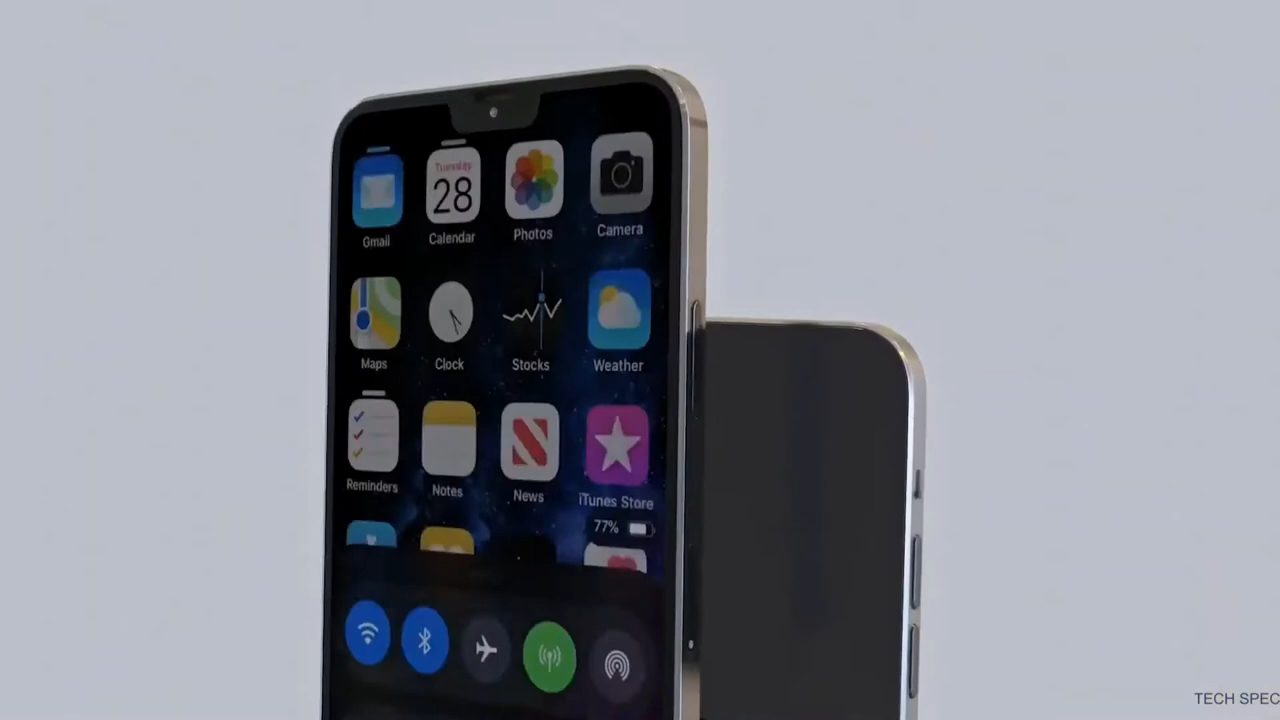 Tuesday
28
Gmail Calendar Photos Camera
Maps Clock Stocks Weather
Reminders Notes News iTunes Store
77%
TECH SPEC